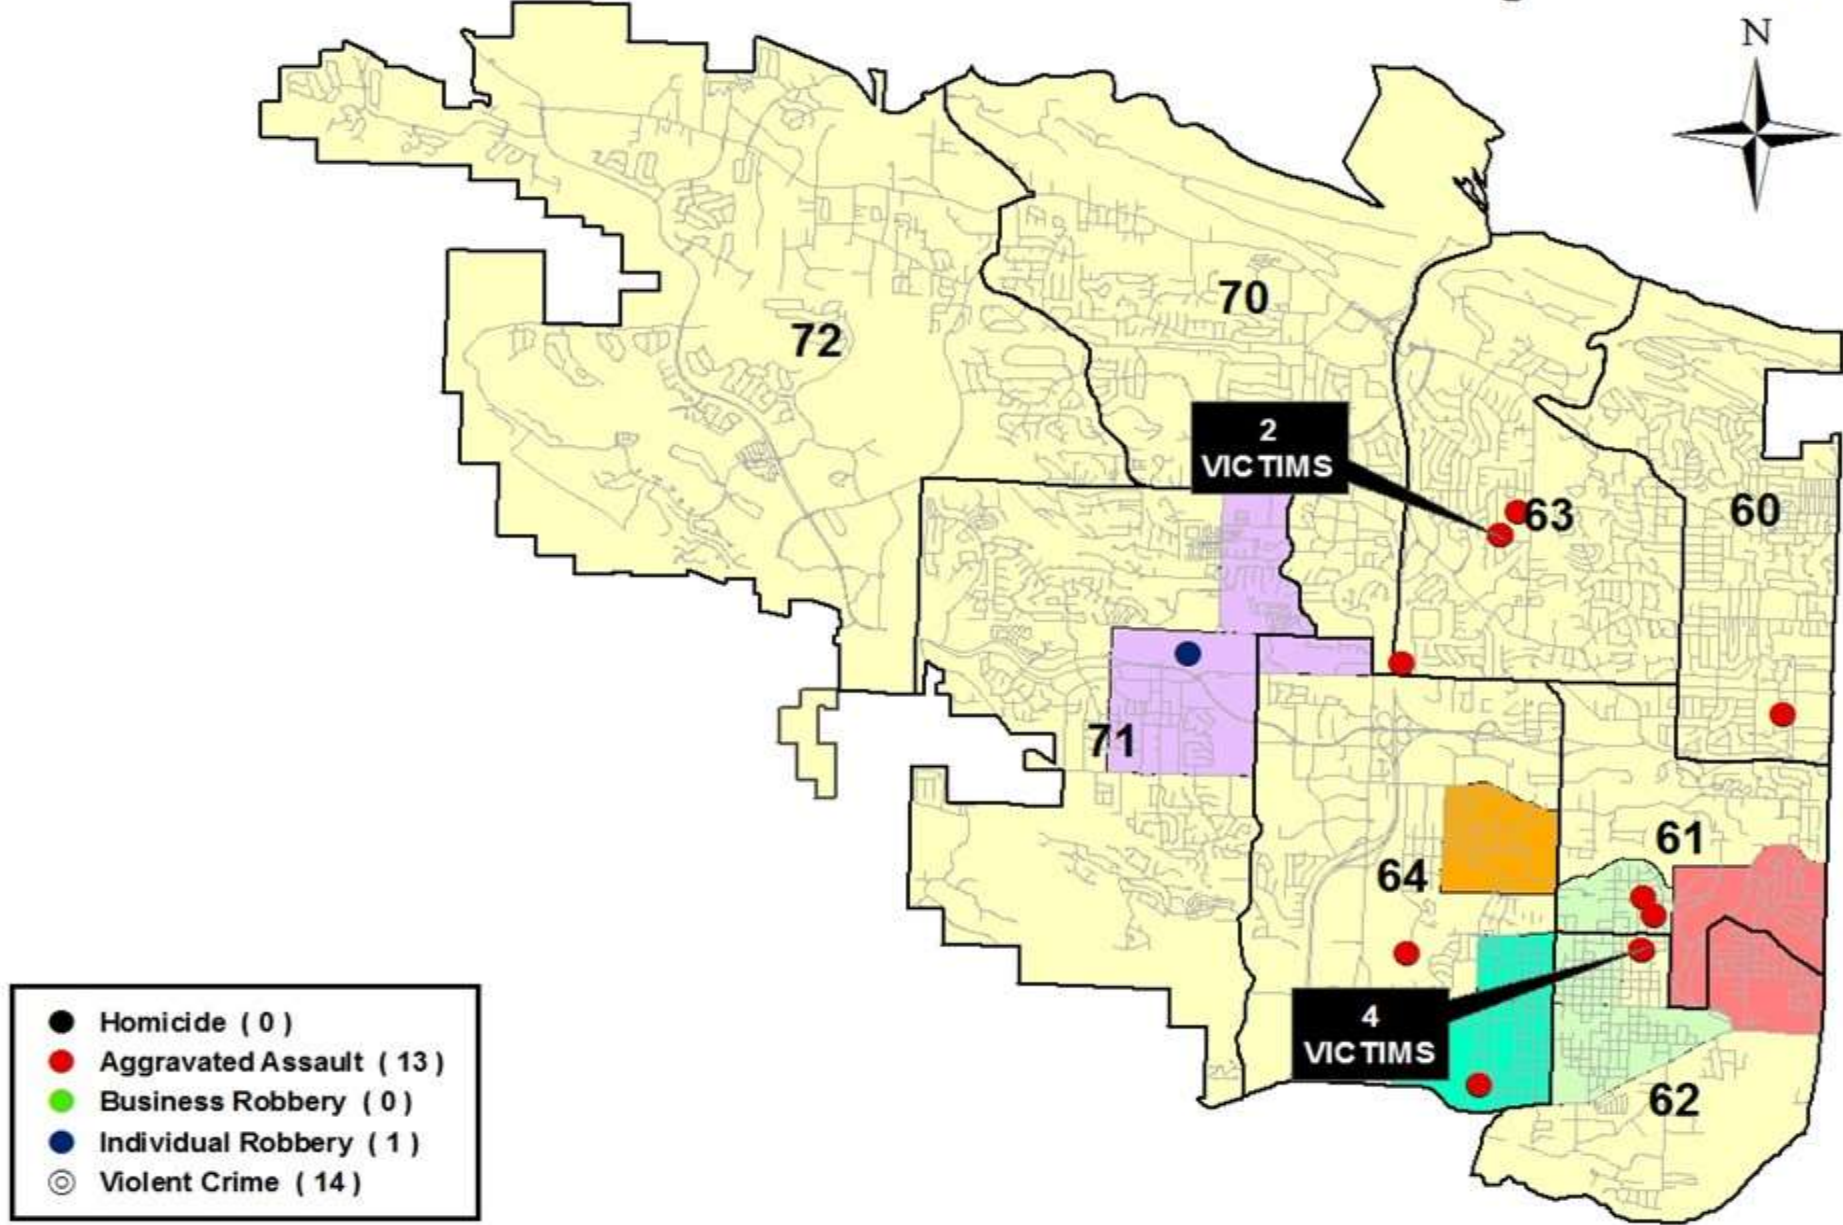 N
70
72
2
VICTIMS
63
60
71
61
64
4
VICTIMS
62
Homicide ( 0 )
Aggravated Assault ( 13 )
Business Robbery ( 0 )
Individual Robbery ( 1 )
Violent Crime ( 14 )